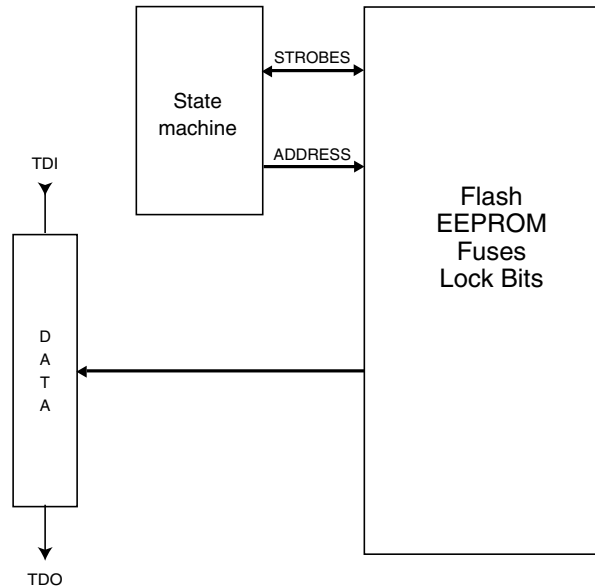 STROBES
State
machine
ADDRESS
TDI
Flash
EEPROM
Fuses
Lock Bits
D
A
T
A
TDO